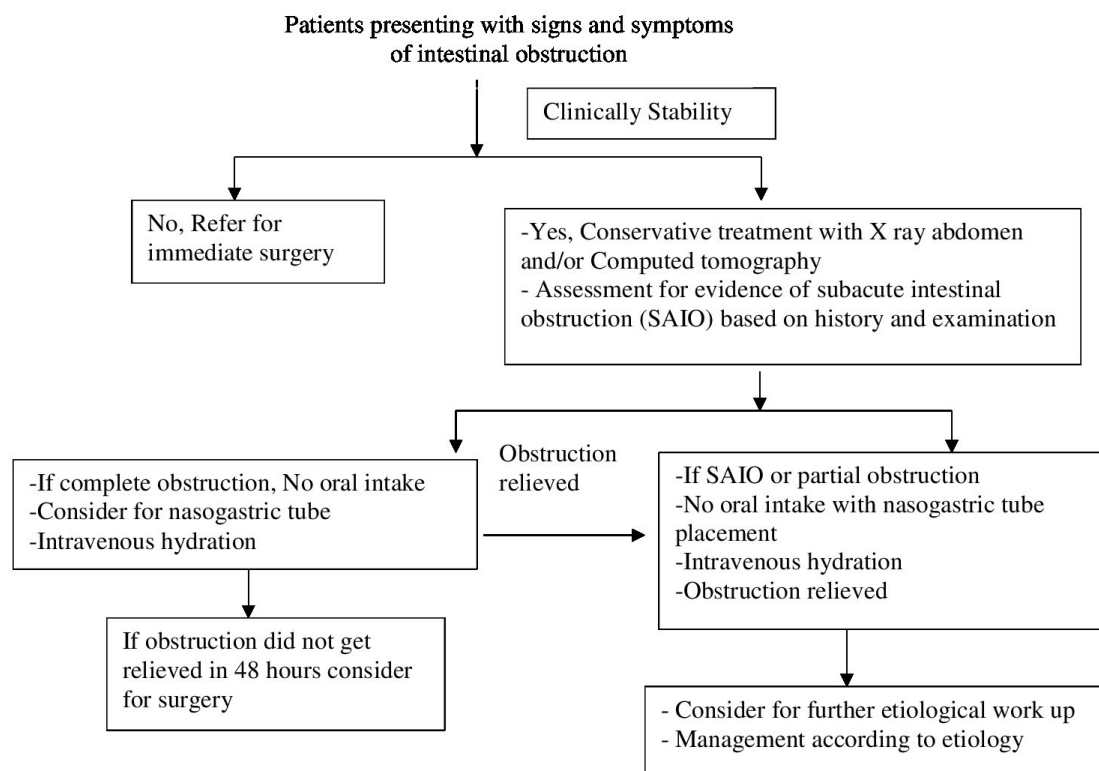 Patients presenting with signs and symptoms
of intestinal obstruction
Clinically Stability
No, Refer for
immediate surgery
-Yes, Conservative treatment with X ray abdomen
and/or Computed tomography
- Assessment for evidence of subacute intestinal
obstruction (SAIO) based on history and examination
-If complete obstruction, No oral intake
-Consider for nasogastric tube
-Intravenous hydration
Obstruction
relieved
-If SAIO or partial obstruction
-No oral intake with nasogastric tube
placement
-Intravenous hydration
-Obstruction relieved
If obstruction did not get
relieved in 48 hours consider
for surgery
- Consider for further etiological work up
- Management according to etiology